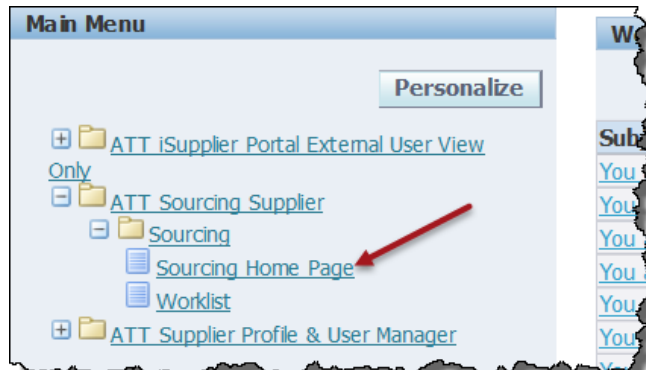 Main Menu
Personalize
ATT iSupplier Portal External User View
Only
ATT Sourcing Supplier
Sourcing
Sourcing Home Page
Worklist
ATT Supplier Profile & User Manager
You
You
You
You
You
You